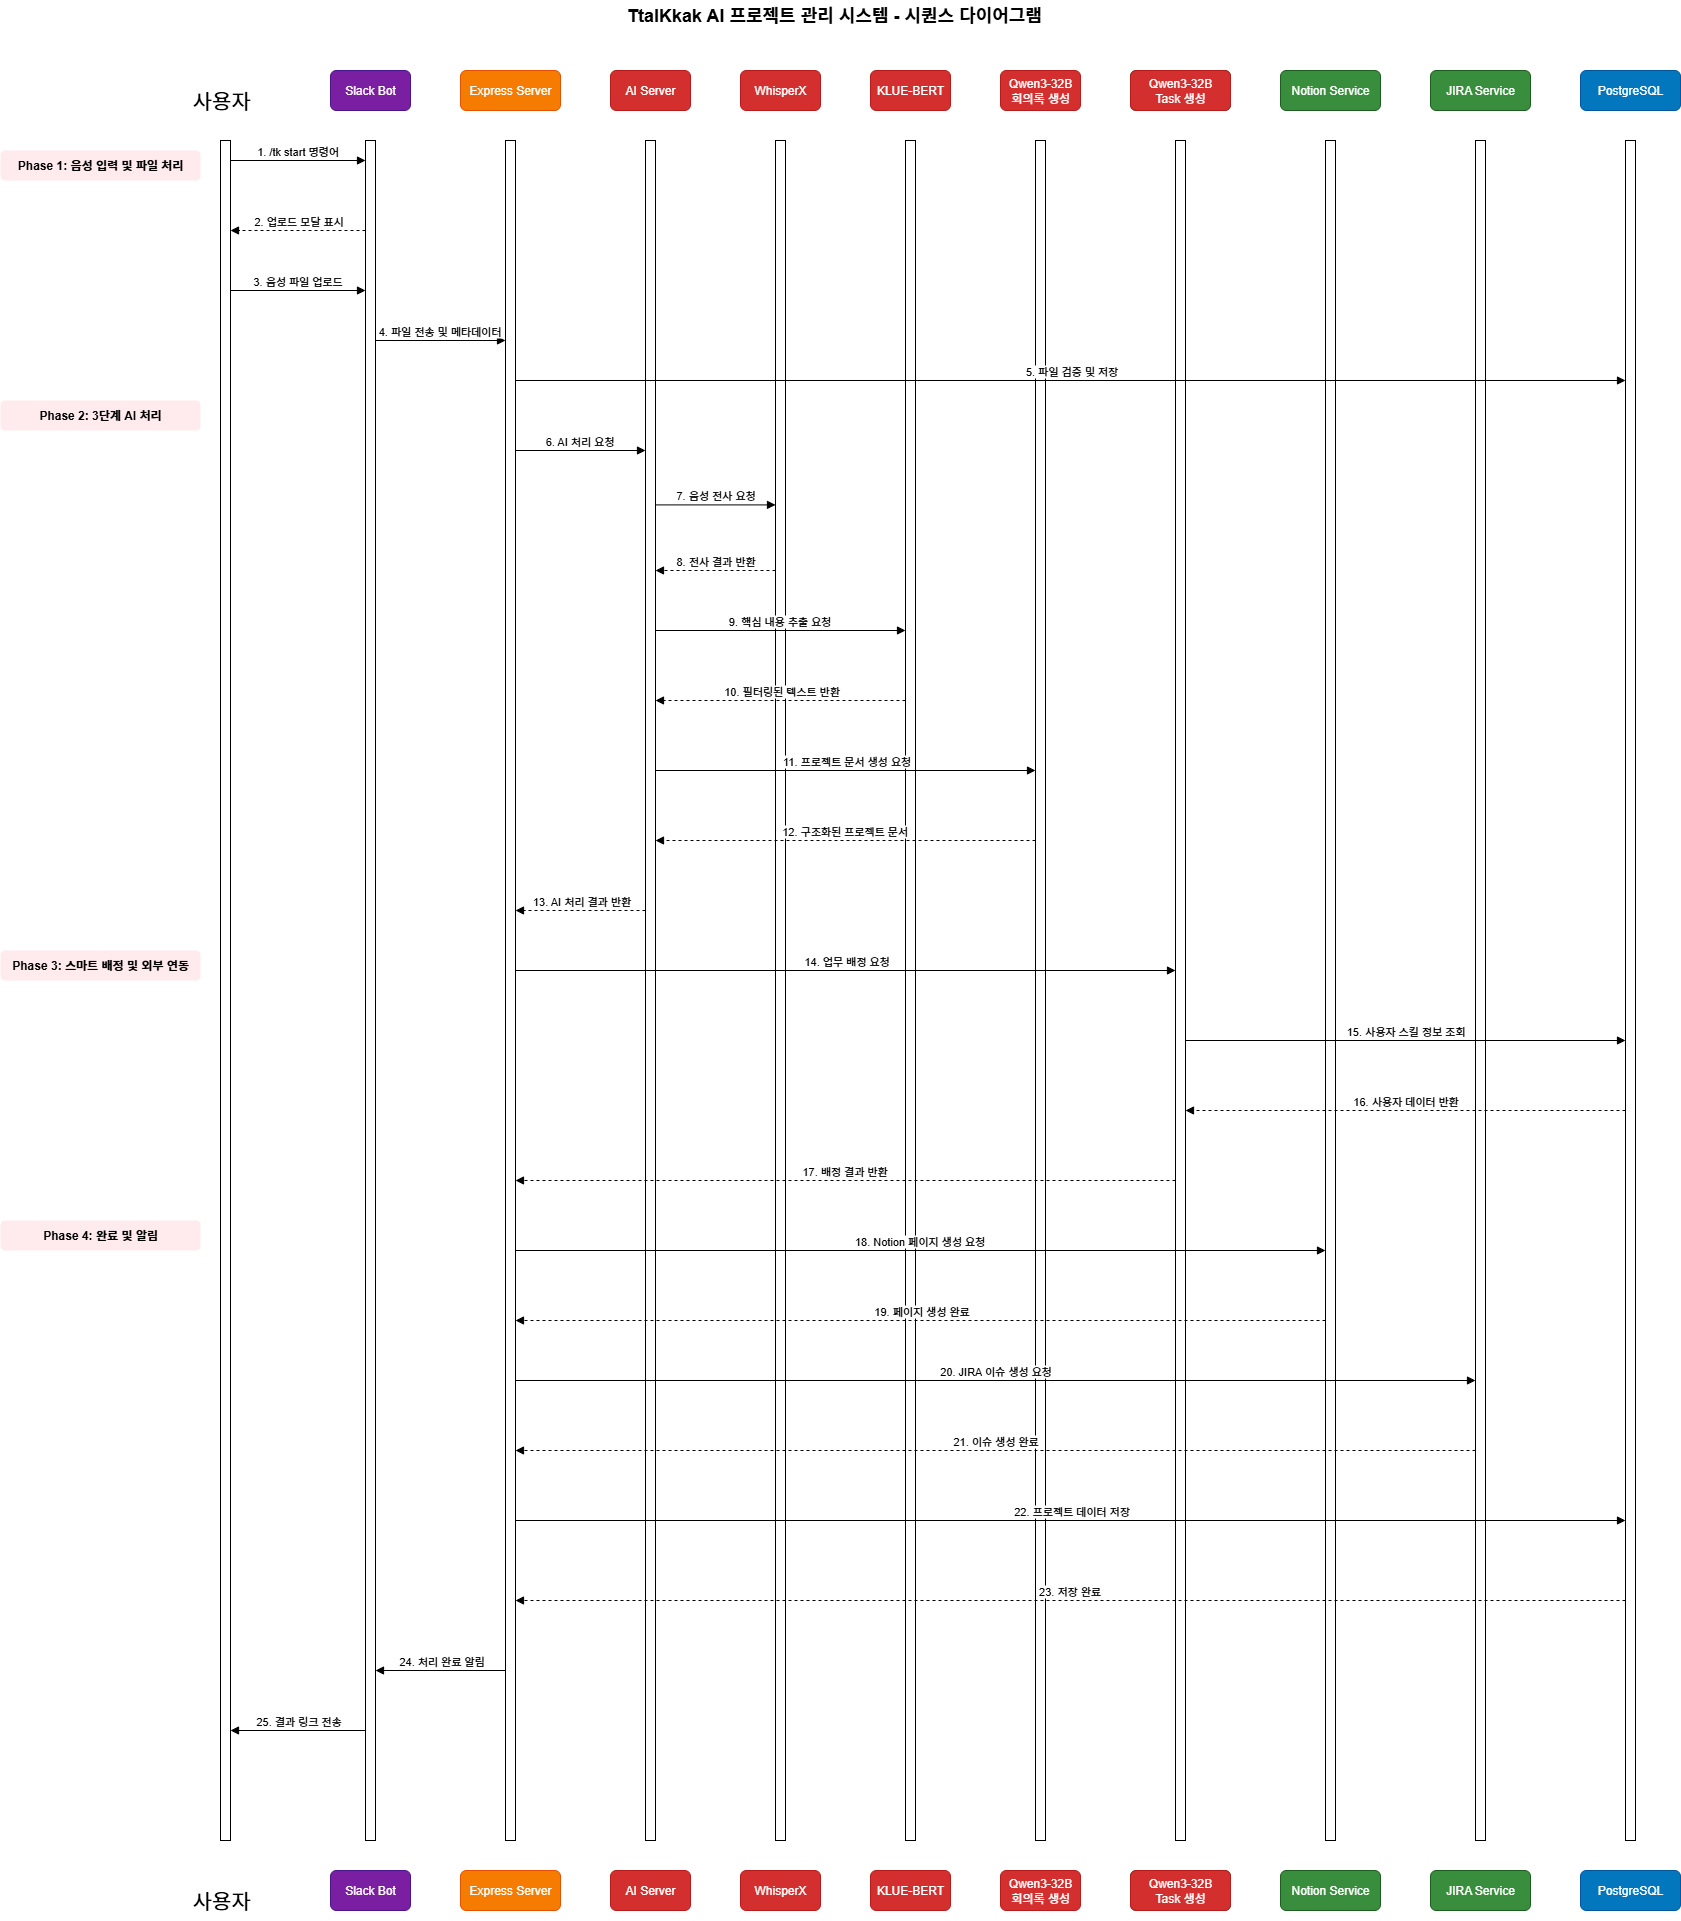 TtalKkak AI 프로젝트 관리 시스템 - 시퀀스 다이어그램
사용자
Slack Bot
Express Server
AI Server
WhisperX
KLUE-BERT
Qwen3-32B
회의록 생성
Qwen3-32B
Task 생성
Notion Service
JIRA Service
PostgreSQL
Phase 1: 음성 입력 및 파일 처리
1. /tk start 명령어
2. 업로드 모달 표시
3. 음성 파일 업로드
4. 파일 전송 및 메타데이터
5. 파일 검증 및 저장
Phase 2: 3단계 AI 처리
6. AI 처리 요청
7. 음성 전사 요청
8. 전사 결과 반환
9. 핵심 내용 추출 요청
10. 필터링된 텍스트 반환
11. 프로젝트 문서 생성 요청
12. 구조화된 프로젝트 문서
13. AI 처리 결과 반환
Phase 3: 스마트 배정 및 외부 연동
14. 업무 배정 요청
15. 사용자 스킬 정보 조회
16. 사용자 데이터 반환
17. 배정 결과 반환
Phase 4: 완료 및 알림
18. Notion 페이지 생성 요청
19. 페이지 생성 완료
20. JIRA 이슈 생성 요청
21. 이슈 생성 완료
22. 프로젝트 데이터 저장
23. 저장 완료
24. 처리 완료 알림
25. 결과 링크 전송
사용자
Slack Bot
Express Server
AI Server
WhisperX
KLUE-BERT
Qwen3-32B
회의록 생성
Qwen3-32B
Task 생성
Notion Service
JIRA Service
PostgreSQL